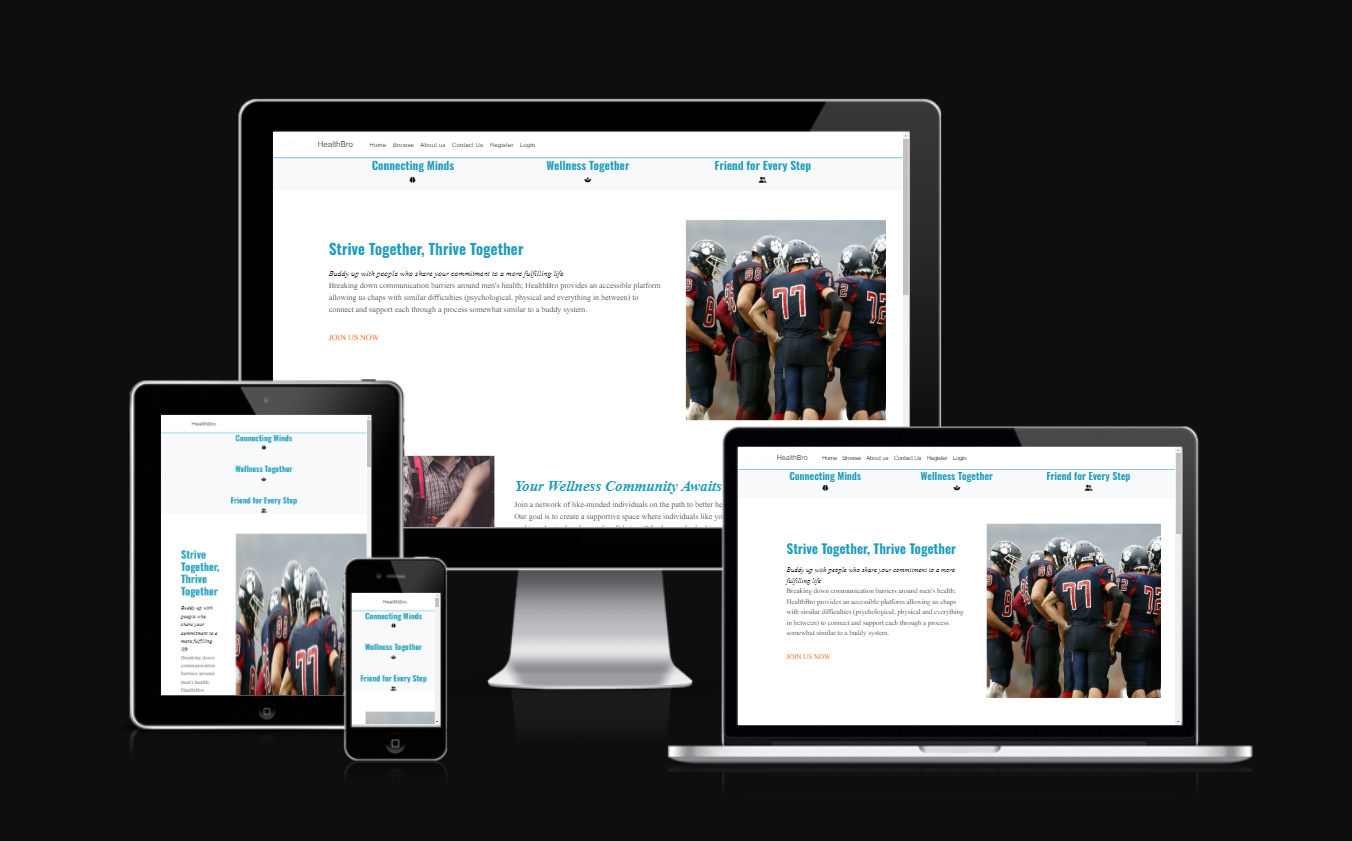 HealthBro Home Browse About us Contact Us Register Login
Connecting Minds Wellness Together Friend for Every Step
Strive Together, Thrive Together
Buddy up with people who share your commitment to a more fulfilling life
Breaking down communication barriers around men's health; HealthBro provides an accessible platform
allowing us chaps with similar difficulties (psychological, physical and everything in between) to
connect and support each through a process somewhat similar to a buddy system.
JOIN US NOW
9 8 88 77 12
Your Wellness Community Awaits
Join a network of like-minded individuals on the path to better he
Our goal is to create a supportive space where individuals like yo
HealthBro
Connecting Minds
Wellness Together
Friend for Every Step
Strive
Together,
Thrive
Together
Buddy up with
people who
share your
commitment to a
more fulfilling
life
Breaking down
communication
barriers around
men's health;
HealthBro
77
HealthBro
Connecting Minds
Wellness Together
Friend for Every Step
HealthBro Home Browse About us Contact Us Register Login
Connecting Minds Wellness Together Friend for Every Step
Strive Together, Thrive Together
Buddy up with people who share your commitment to a more
fulfilling life
Breaking down communication barriers around men's health;
HealthBro provides an accessible platform allowing us chaps
with similar difficulties (psychological, physical and everything
in between) to connect and support each through a process
somewhat similar to a buddy system.
JOIN US NOW
8 88 77 12